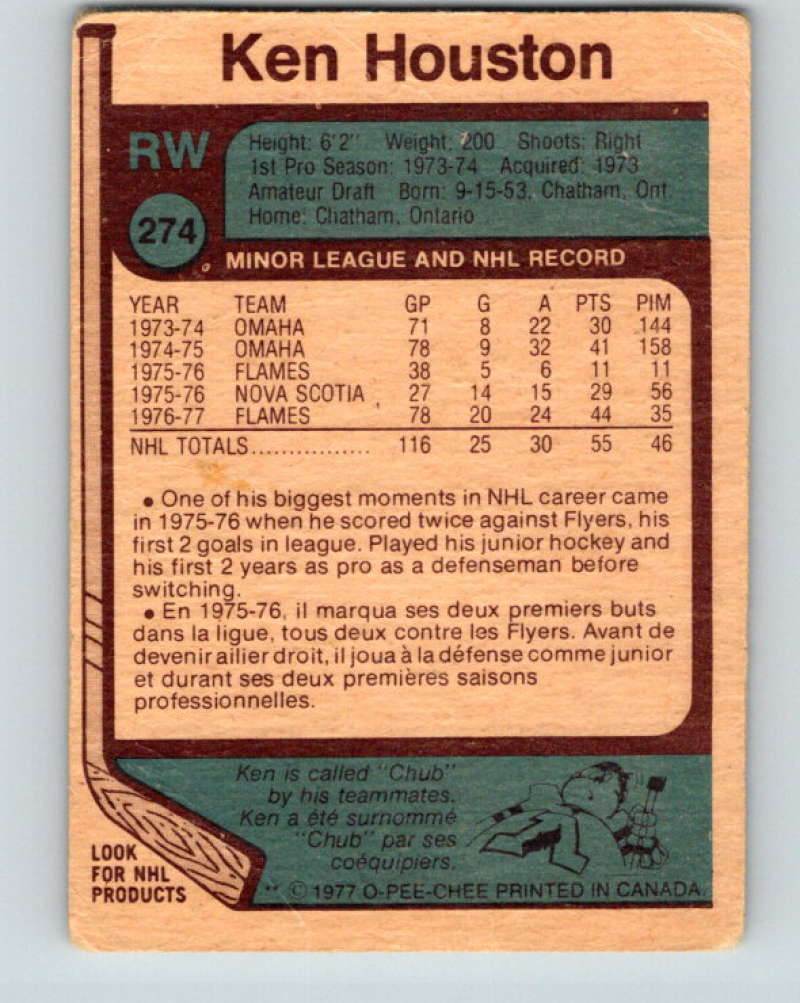 Ken Houston
RW
Height: 6'2" Weight: 200 Shoots: Right
1st Pro Season: 1973-74 Acquired: 1973
Amateur Draft Born: 9-15-53, Chatham, Ont.
Home: Chatham, Ontario
274
MINOR LEAGUE AND NHL RECORD
YEAR TEAM GP G A PTS PIM
1973-74 OMAHA 71 8 22 30 144
1974-75 OMAHA 78 9 32 41 158
1975-76 FLAMES 38 5 6 11 11
1975-76 NOVA SCOTIA 27 14 15 29 56
1976-77 FLAMES 78 20 24 44 35
NHL TOTALS................ 116 25 30 55 46
• One of his biggest moments in NHL career came
in 1975-76 when he scored twice against Flyers, his
first 2 goals in league. Played his junior hockey and
his first 2 years as pro as a defenseman before
switching.
• En 1975-76, il marqua ses deux premiers buts
dans la ligue, tous deux contre les Flyers. Avant de
devenir ailier droit, il joua à la défense comme junior
et durant ses deux premières saisons
professionnelles.
Ken is called "Chub"
by his teammates.
Ken a été surnommé
"Chub" par ses
coéquipiers.
LOOK
FOR NHL
PRODUCTS
** © 1977 O-PEE-CHEE PRINTED IN CANADA.